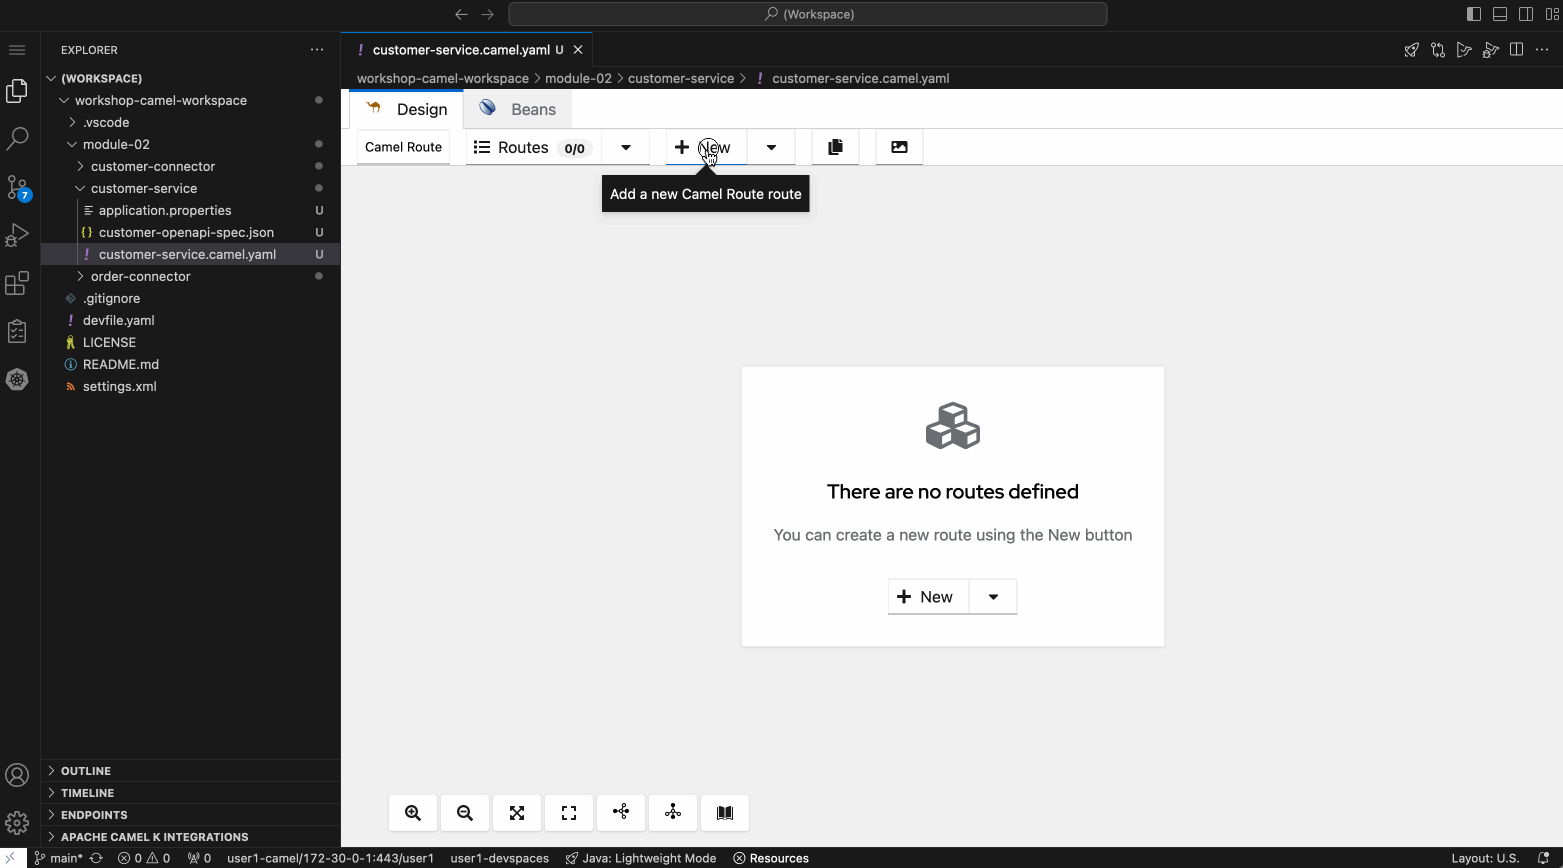 (Workspace)
EXPLORER
(WORKSPACE)
workshop-camel-workspace
.vscode
module-02
customer-connector
customer-service
application.properties U
customer-openapi-spec.json U
! customer-service.camel.yaml U
order-connector
.gitignore
! devfile.yaml
LICENSE
README.md
settings.xml
OUTLINE
TIMELINE
ENDPOINTS
APACHE CAMEL K INTEGRATIONS
7
! customer-service.camel.yaml U
workshop-camel-workspace > module-02 > customer-service > ! customer-service.camel.yaml
Design Beans
Camel Route Routes 0/0 New
Add a new Camel Route route
There are no routes defined
You can create a new route using the New button
New
main* 0 0 0 user1-camel/172-30-0-1:443/user1 user1-devspaces Java: Lightweight Mode Resources Layout: U.S.